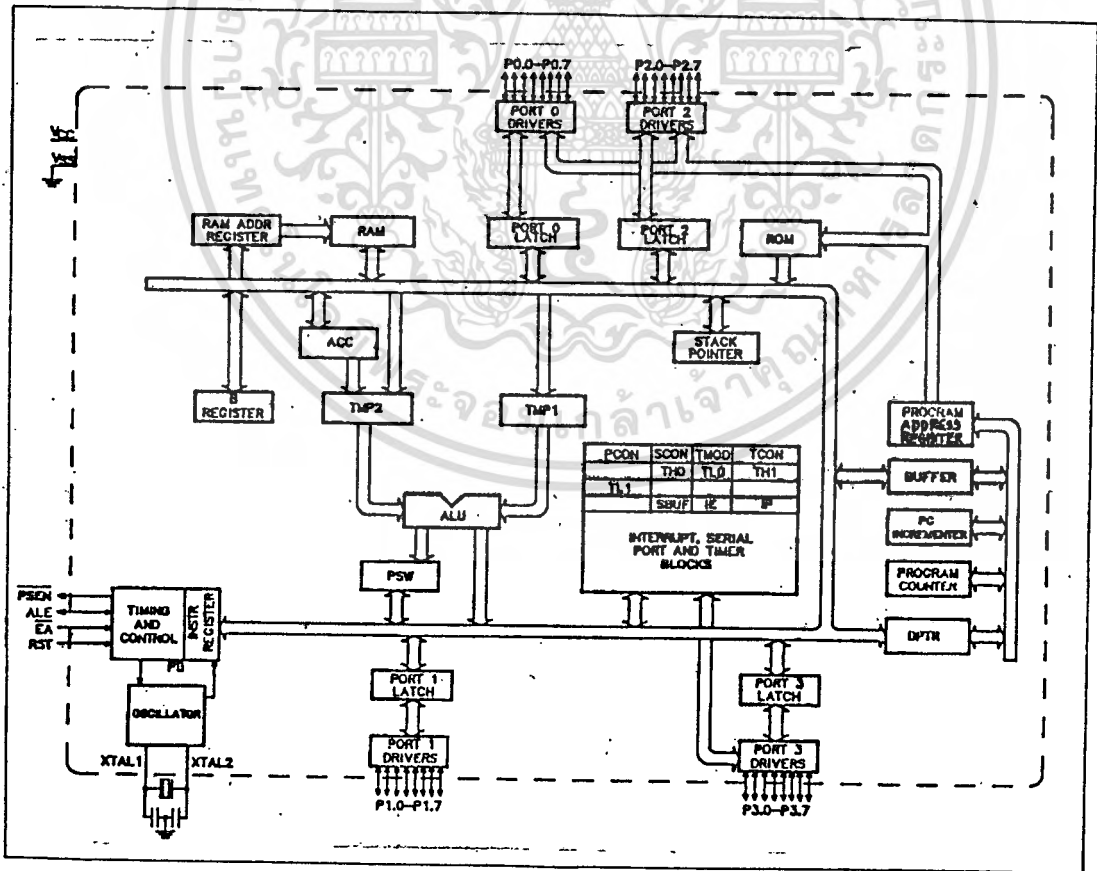 P0.0–P0.7
P2.0–P2.7
PORT 0
DRIVERS
PORT 2
DRIVERS
RAM ADDR
REGISTER
RAM
PORT 0
LATCH
PORT 2
LATCH
ROM
ACC
STACK
POINTER
B
REGISTER
TMP2
TMP1
PROGRAM
ADDRESS
REGISTER
PCON SCON TMOD TCON
TH0 TL0 TH1
TL1
SBUF IE IP
INTERRUPT, SERIAL
PORT AND TIMER
BLOCKS
BUFFER
ALU
PC
INCREMENTER
PSW
PROGRAM
COUNTER
PSEN
ALE
EA
RST
TIMING
AND
CONTROL
INSTR
REGISTER
DPTR
PD
PORT 1
LATCH
PORT 3
LATCH
OSCILLATOR
PORT 1
DRIVERS
PORT 3
DRIVERS
XTAL1
XTAL2
P1.0–P1.7
P3.0–P3.7